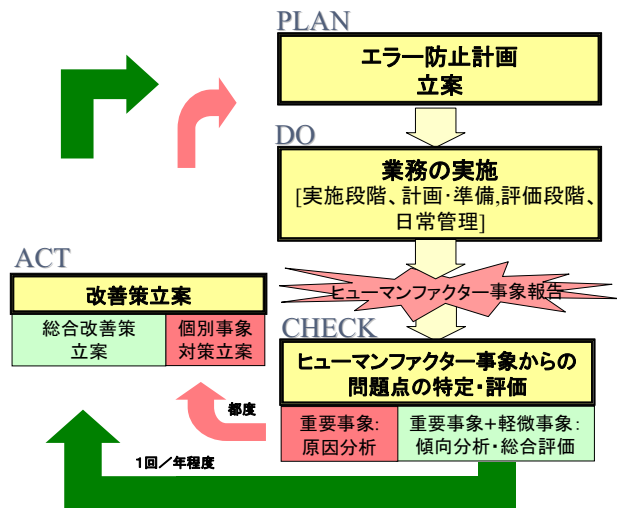 PLAN
エラー防止計画
立案
DO
業務の実施
[実施段階、計画・準備,評価段階、
日常管理]
ヒューマンファクター事象報告
ACT
改善策立案
総合改善策
立案
個別事象
対策立案
CHECK
ヒューマンファクター事象からの
問題点の特定・評価
重要事象:
原因分析
重要事象+軽微事象:
傾向分析・総合評価
都度
1回/年程度